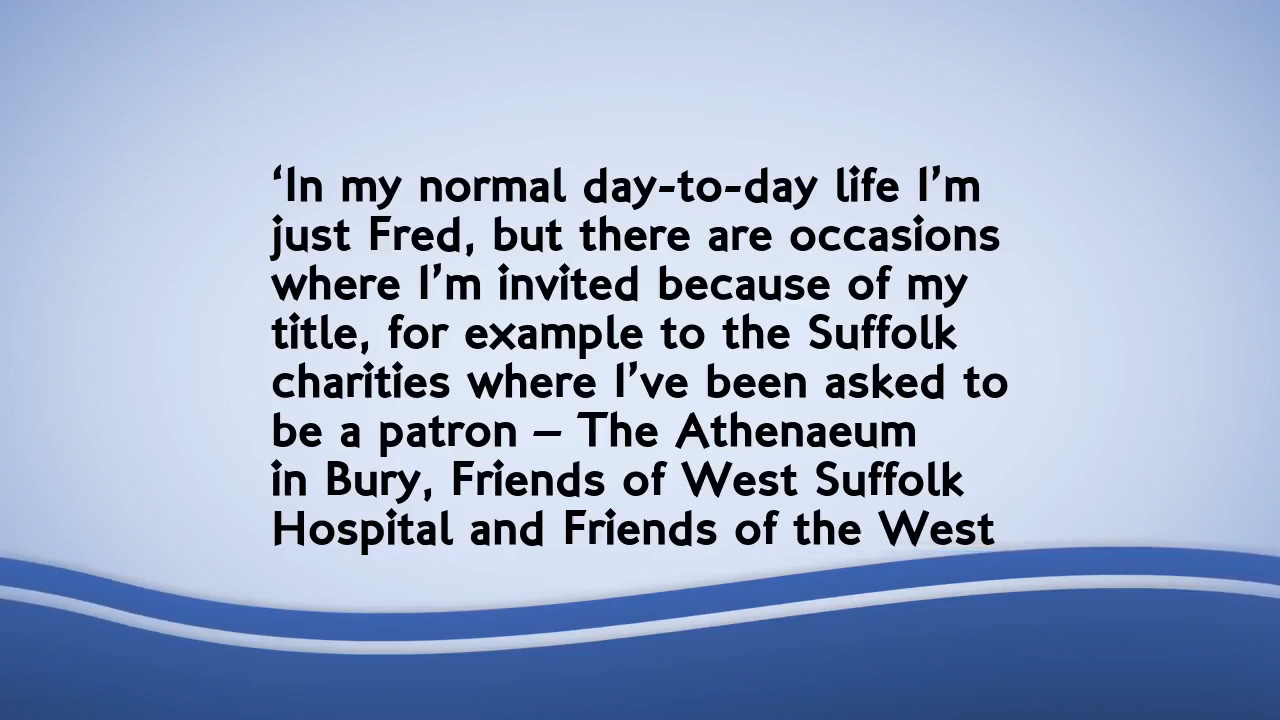 ‘In my normal day-to-day life I’m
just Fred, but there are occasions
where I’m invited because of my
title, for example to the Suffolk
charities where I’ve been asked to
be a patron – The Athenaeum
in Bury, Friends of West Suffolk
Hospital and Friends of the West